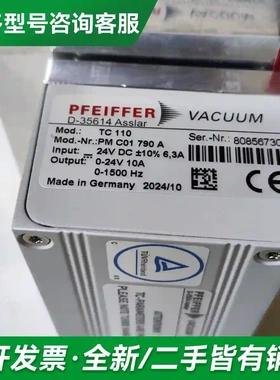 多型号咨询客服
PFEIFFER VACUUM
D-35614 Asslar
Mod.: TC 110 Ser.-Nr.: 80856730
Mod.-Nr.: PM C01 790 A
Input: 24V DC ±10% 6,3A
Output: 0-24V 10A
0-1500 Hz
Made in Germany 2024/10
PFEIFFER
开发票·全新/二手皆有销